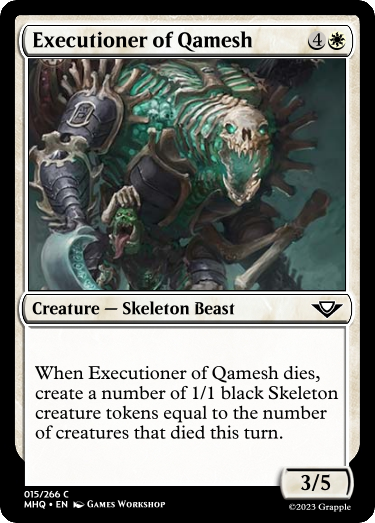 Executioner of Qamesh 4
Creature — Skeleton Beast
When Executioner of Qamesh dies,
create a number of 1/1 black Skeleton
creature tokens equal to the number
of creatures that died this turn.
3/5
015/266 C
MHQ • EN Games Workshop
©2023 Grapple